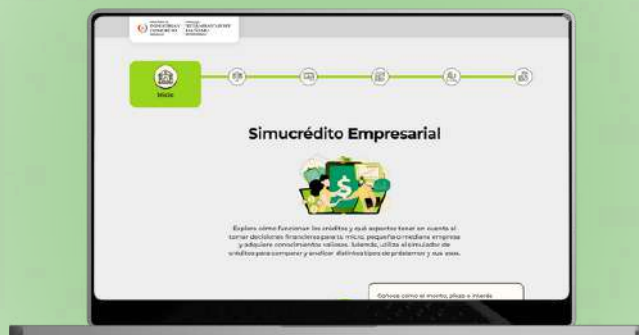 Inicio
Simucrédito Empresarial
Explora cómo funcionan los créditos y qué aspectos tener en cuenta al
tomar decisiones financieras para tu micro, pequeña o mediana empresa
y adquiere conocimientos valiosos. Además, utiliza el simulador de
créditos para comparar y analizar distintos tipos de préstamos y sus usos.
Conoce cómo el monto, plazo e interés